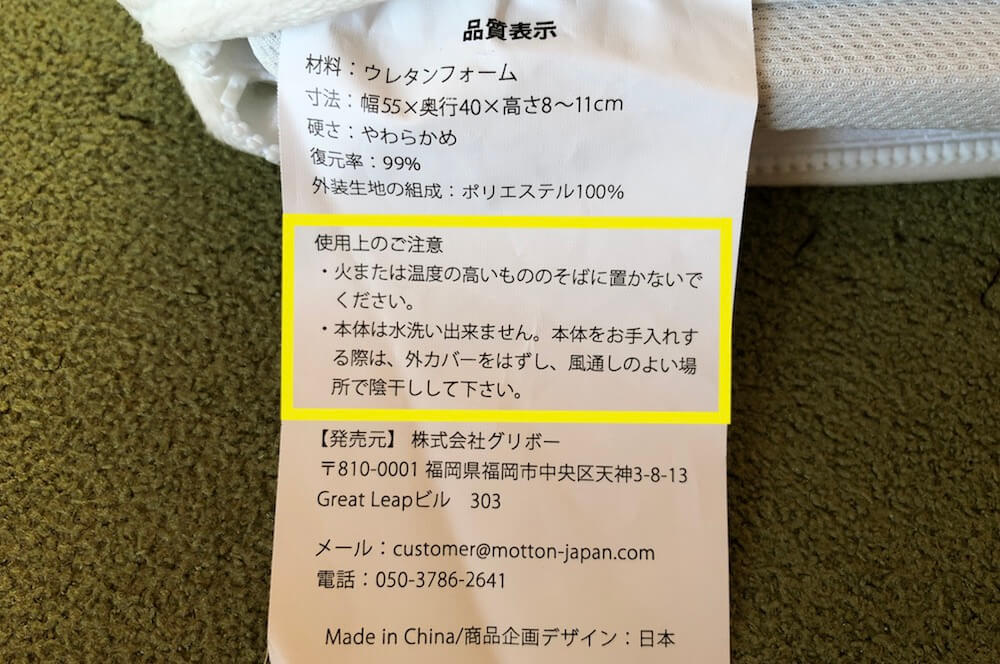 品質表示
材料：ウレタンフォーム
寸法：幅55×奥行40×高さ8〜11cm
硬さ：やわらかめ
復元率：99%
外装生地の組成：ポリエステル100%
使用上のご注意
・火または温度の高いもののそばに置かないで
ください。
・本体は水洗い出来ません。本体をお手入れす
る際は、外カバーをはずし、風通しのよい場
所で陰干しして下さい。
【発売元】 株式会社グリボー
〒810-0001 福岡県福岡市中央区天神3-8-13
Great Leapビル 303
メール：customer@motton-japan.com
電話：050-3786-2641
Made in China/商品企画デザイン：日本